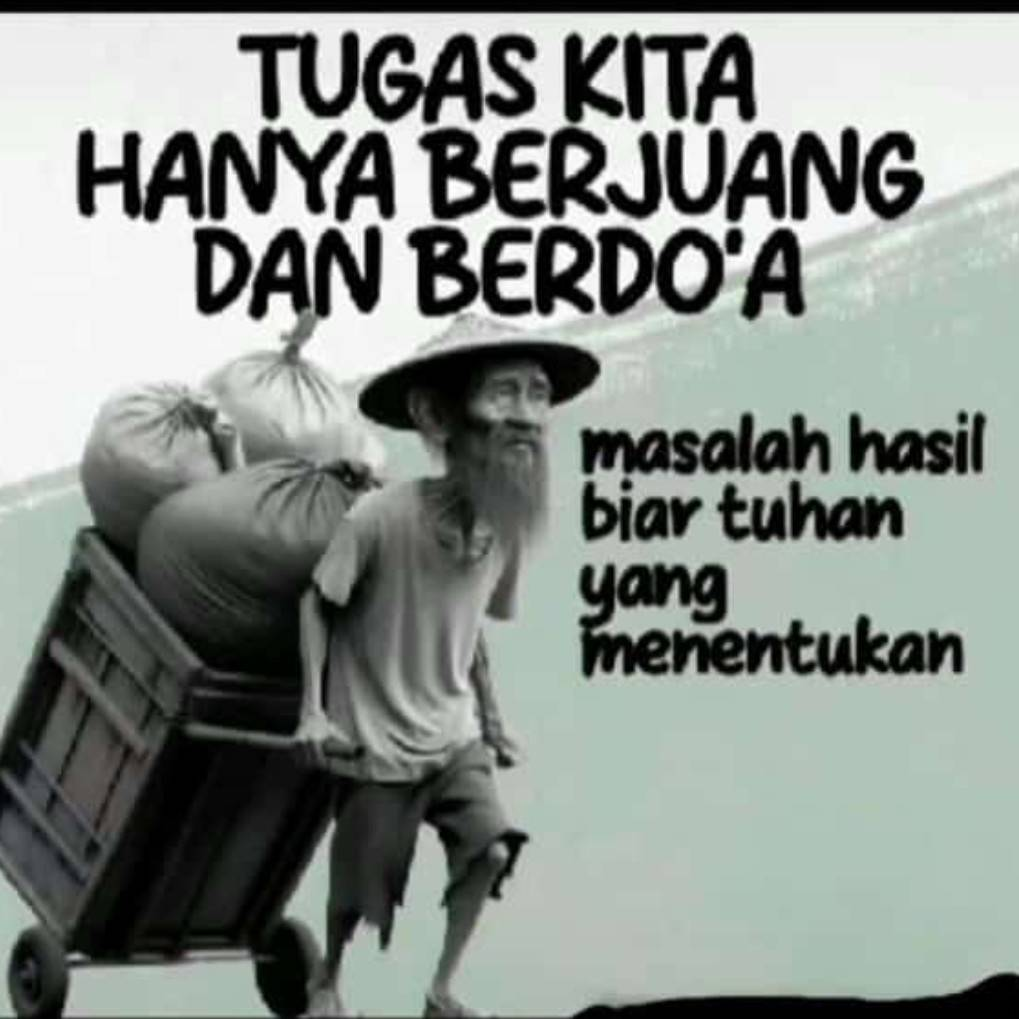 TUGAS KITA
HANYA BERJUANG
DAN BERDO'A
masalah hasil
biar tuhan
yang
menentukan